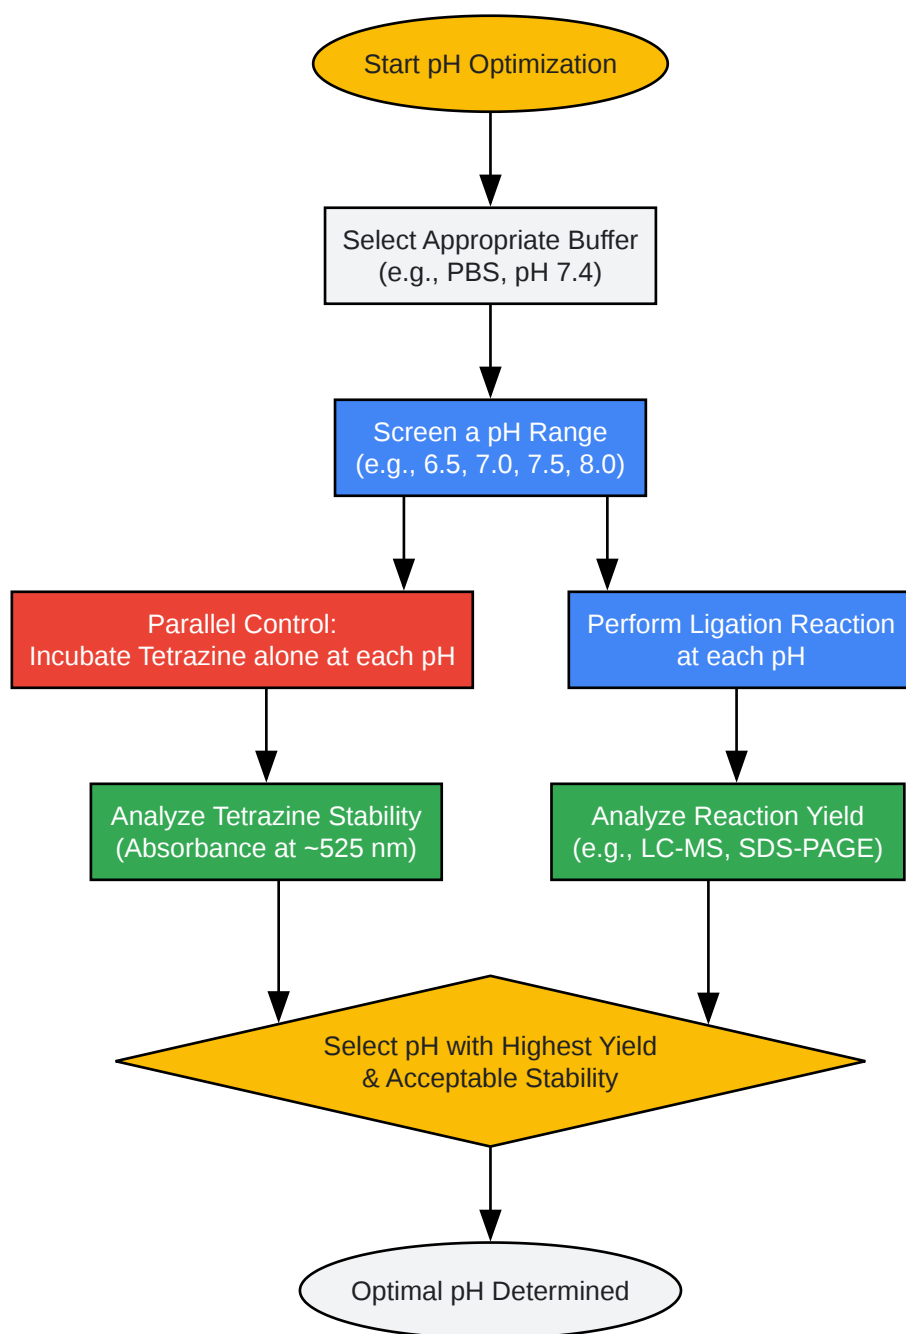 Start pH Optimization
Select Appropriate Buffer
(e.g., PBS, pH 7.4)
Screen a pH Range
(e.g., 6.5, 7.0, 7.5, 8.0)
Parallel Control:
Incubate Tetrazine alone at each pH
Perform Ligation Reaction
at each pH
Analyze Tetrazine Stability
(Absorbance at ~525 nm)
Analyze Reaction Yield
(e.g., LC-MS, SDS-PAGE)
Select pH with Highest Yield
& Acceptable Stability
Optimal pH Determined